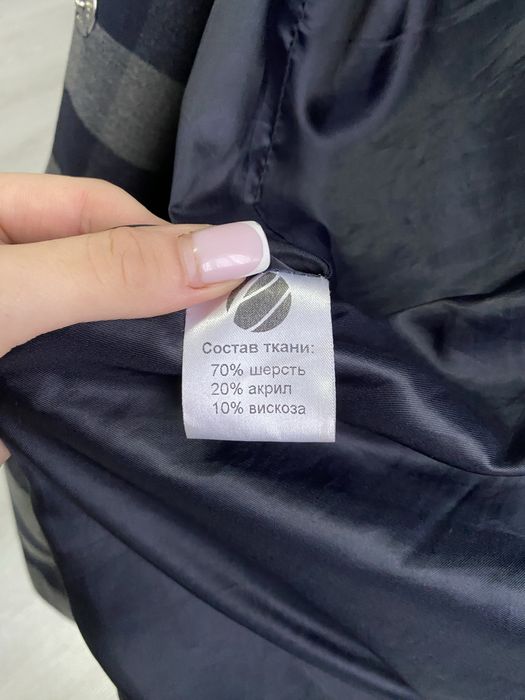 Состав ткани:
70% шерсть
20% акрил
10% вискоза